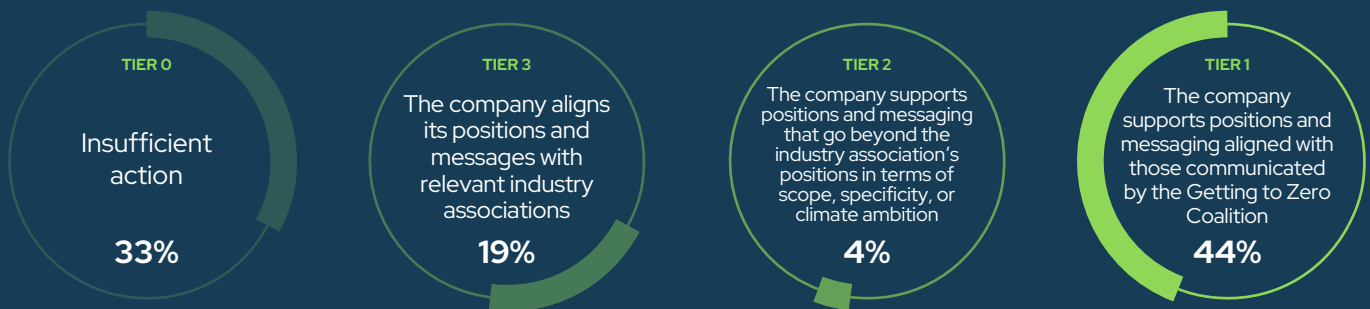 TIER 0
Insufficient
action
33%
TIER 3
The company aligns
its positions and
messages with
relevant industry
associations
19%
TIER 2
The company supports
positions and messaging
that go beyond the
industry association's
positions in terms of
scope, specificity, or
climate ambition
4%
TIER 1
The company
supports positions and
messaging aligned with
those communicated
by the Getting to Zero
Coalition
44%